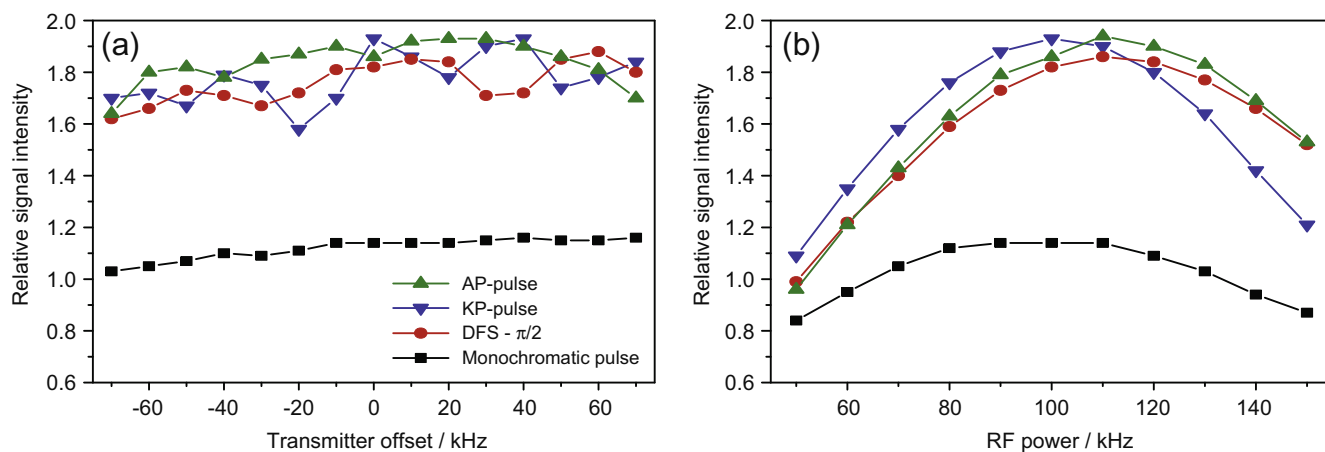 (a)
Relative signal intensity
2.0
1.8
1.6
1.4
1.2
1.0
0.8
0.6
AP-pulse
KP-pulse
DFS - π/2
Monochromatic pulse
-60 -40 -20 0 20 40 60
Transmitter offset / kHz
(b)
Relative signal intensity
2.0
1.8
1.6
1.4
1.2
1.0
0.8
0.6
60 80 100 120 140
RF power / kHz